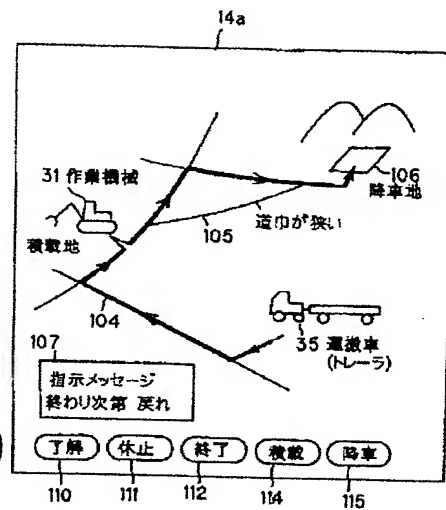 14a
31 作業機械
積載地
106
降車地
105
道巾が狭い
104
35 運搬車
(トレーラ)
107
指示メッセージ
終わり次第 戻れ
了解 休止 終了 積載 降車
110 111 112 114 115